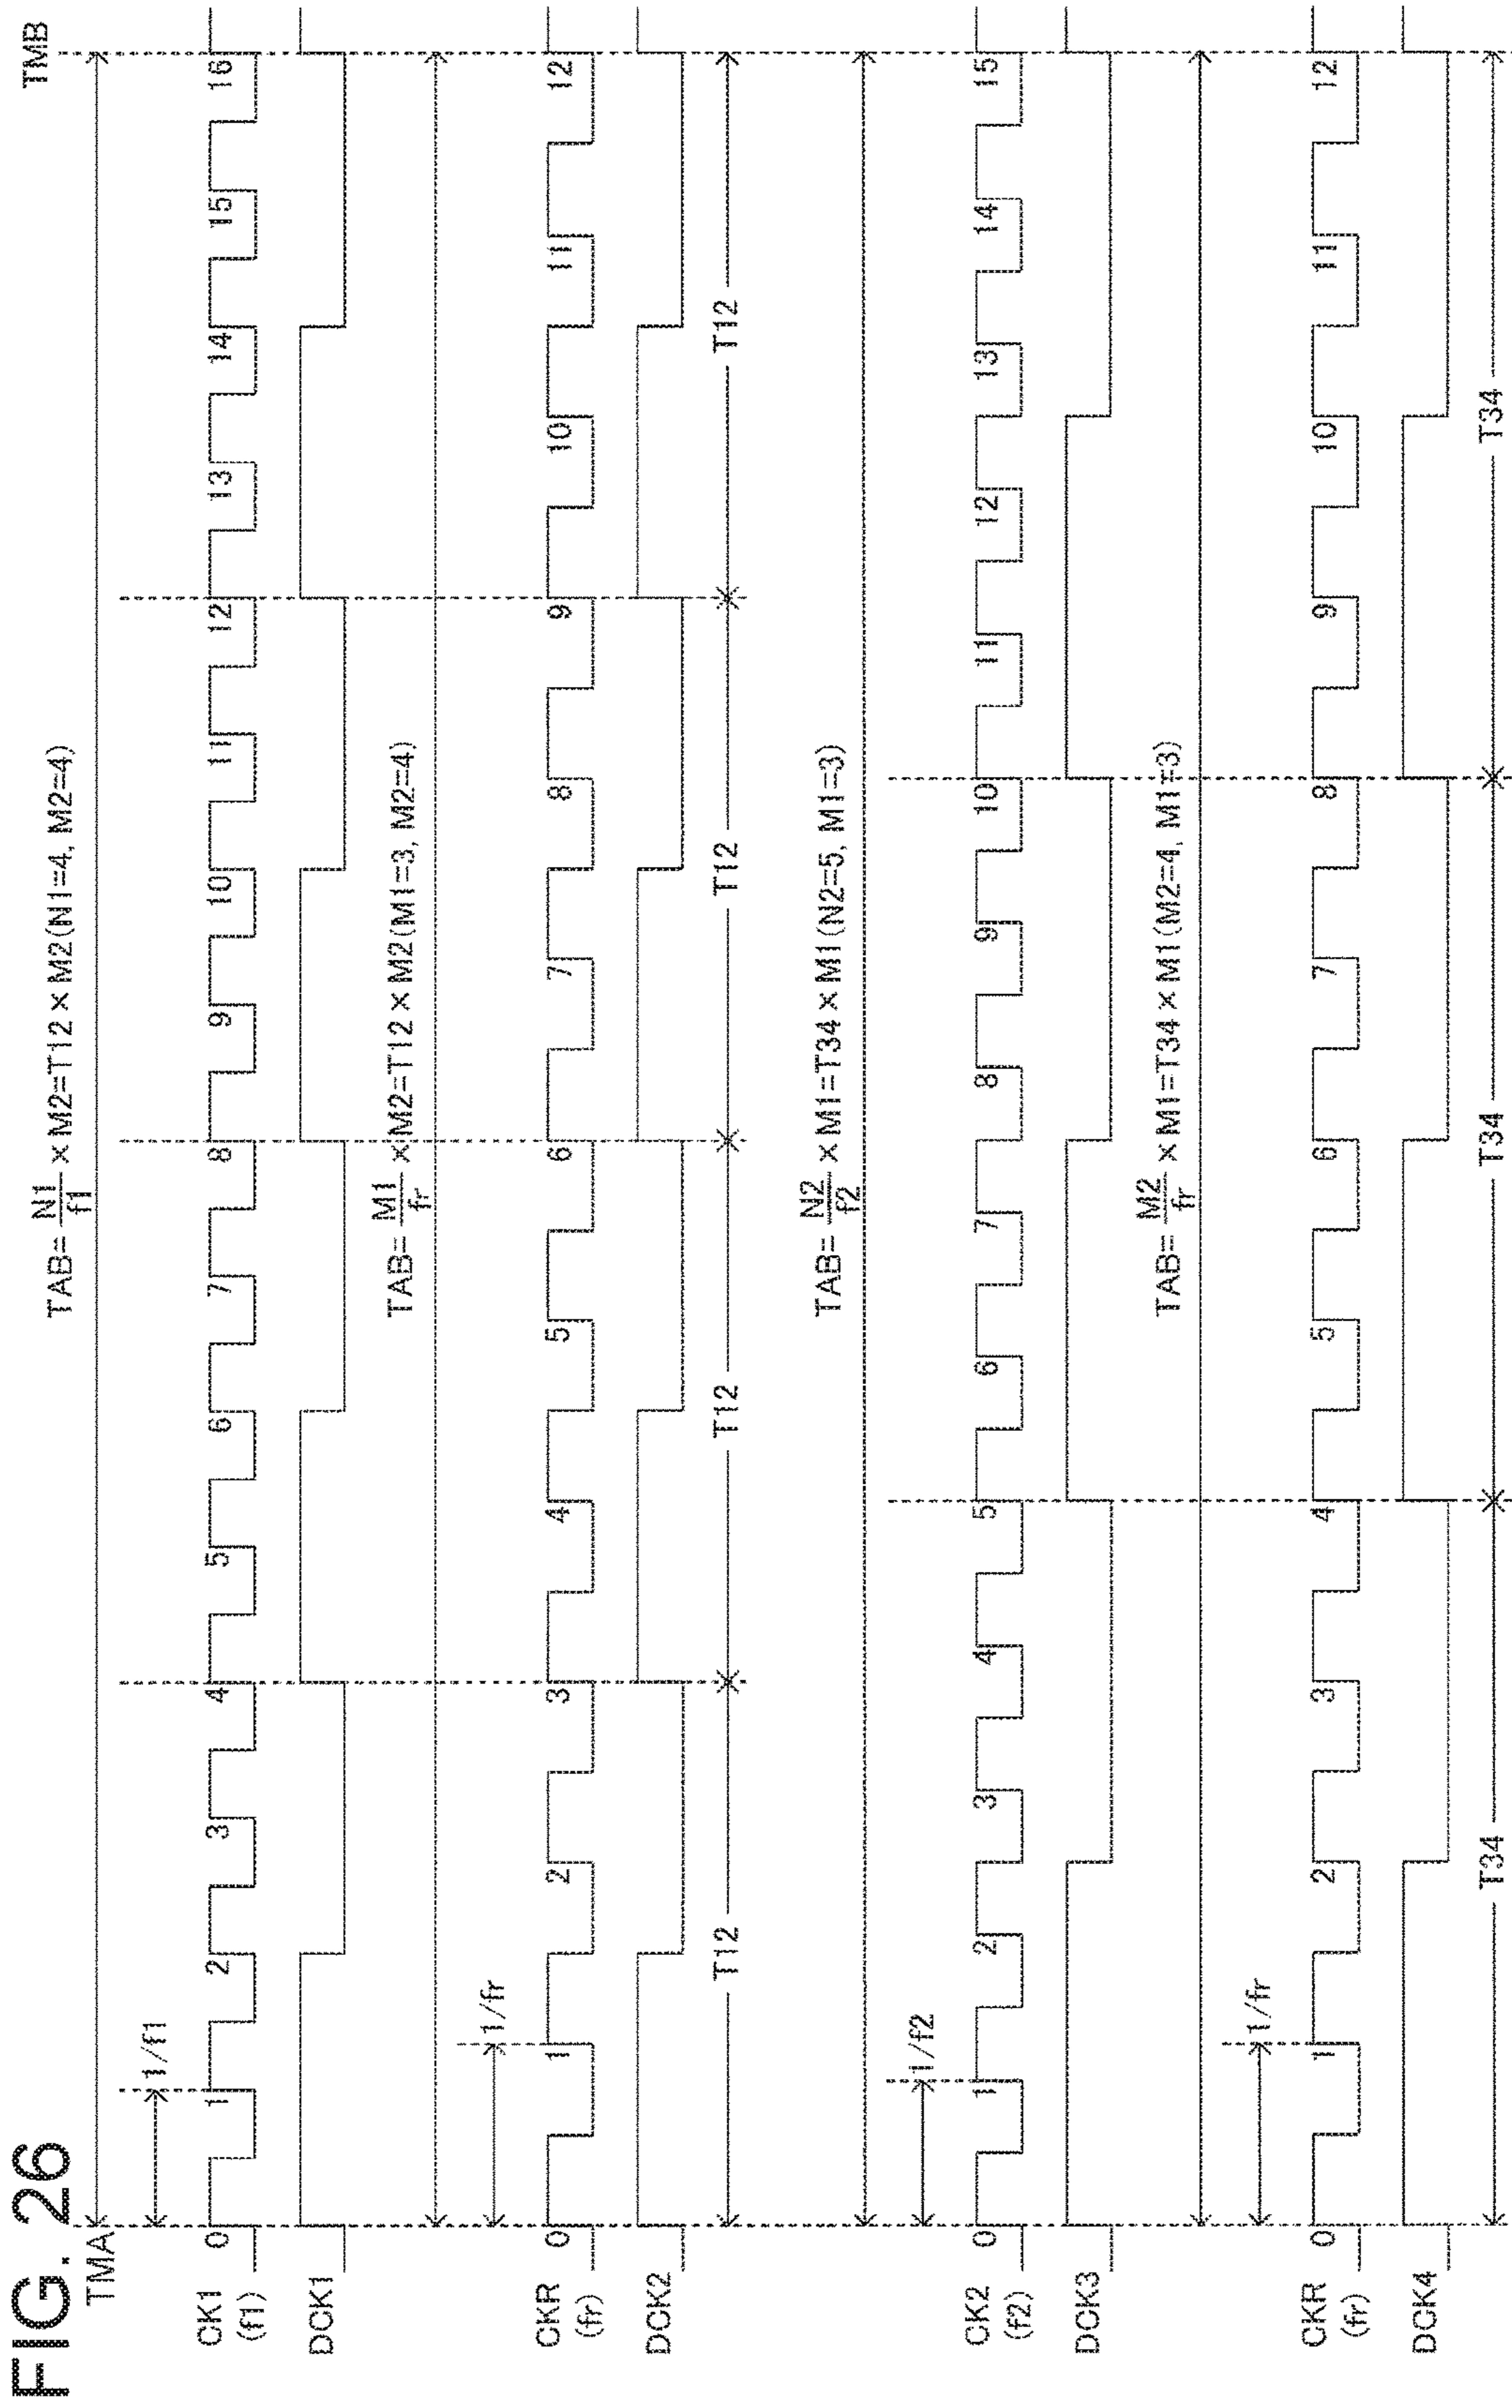 FIG. 26
TMA
TMB
TAB= N1/f1 ×M2=T12×M2(N1=4, M2=4)
1/f1
CK1
(f1)
0 1 2 3 4 5 6 7 8 9 10 11 12 13 14 15 16
DCK1
TAB= M1/fr ×M2=T12×M2(M1=3, M2=4)
1/fr
CKR
(fr)
0 1 2 3 4 5 6 7 8 9 10 11 12
DCK2
T12 T12 T12 T12
TAB= N2/f2 ×M1=T34×M1(N2=5, M1=3)
1/f2
CK2
(f2)
0 1 2 3 4 5 6 7 8 9 10 11 12 13 14 15
DCK3
TAB= M2/fr ×M1=T34×M1(M2=4, M1=3)
1/fr
CKR
(fr)
0 1 2 3 4 5 6 7 8 9 10 11 12
DCK4
T34 T34 T34